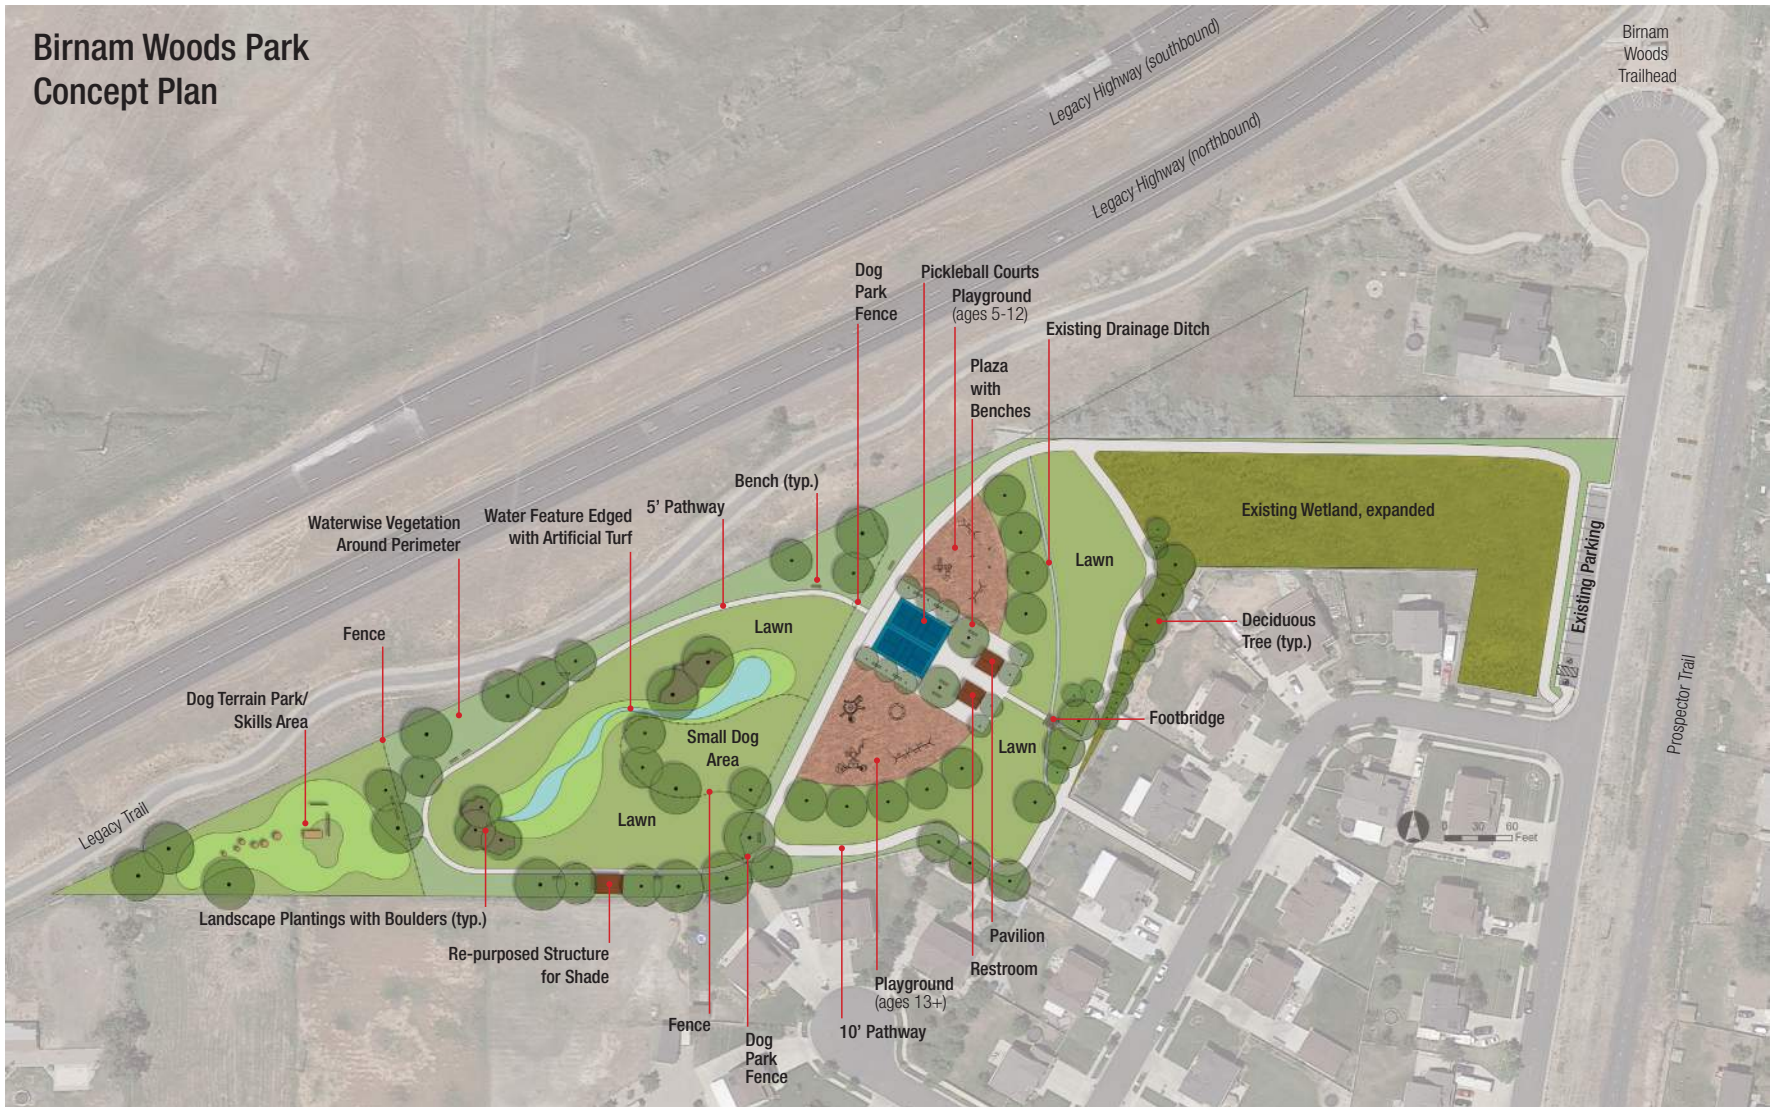 Birnam Woods Park
Concept Plan
Birnam
Woods
Trailhead
Legacy Highway (southbound)
Legacy Highway (northbound)
Dog
Park
Fence
Pickleball Courts
Playground
(ages 5-12)
Existing Drainage Ditch
Plaza
with
Benches
Bench (typ.)
5’ Pathway
Water Feature Edged
with Artificial Turf
Waterwise Vegetation
Around Perimeter
Existing Wetland, expanded
Existing Parking
Lawn
Fence
Lawn
Deciduous
Tree (typ.)
Dog Terrain Park/
Skills Area
Prospector Trail
Footbridge
Small Dog
Area
Lawn
Legacy Trail
Lawn
0 30 60
Feet
Landscape Plantings with Boulders (typ.)
Re-purposed Structure
for Shade
Pavilion
Restroom
Playground
(ages 13+)
Fence
10’ Pathway
Dog
Park
Fence